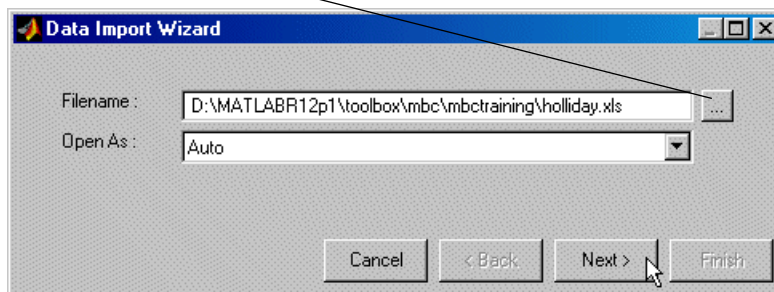 Data Import Wizard
Filename : D:\MATLABR12p1\toolbox\mbc\mbctraining\holliday.xls ...
Open As : Auto
Cancel < Back Next > Finish